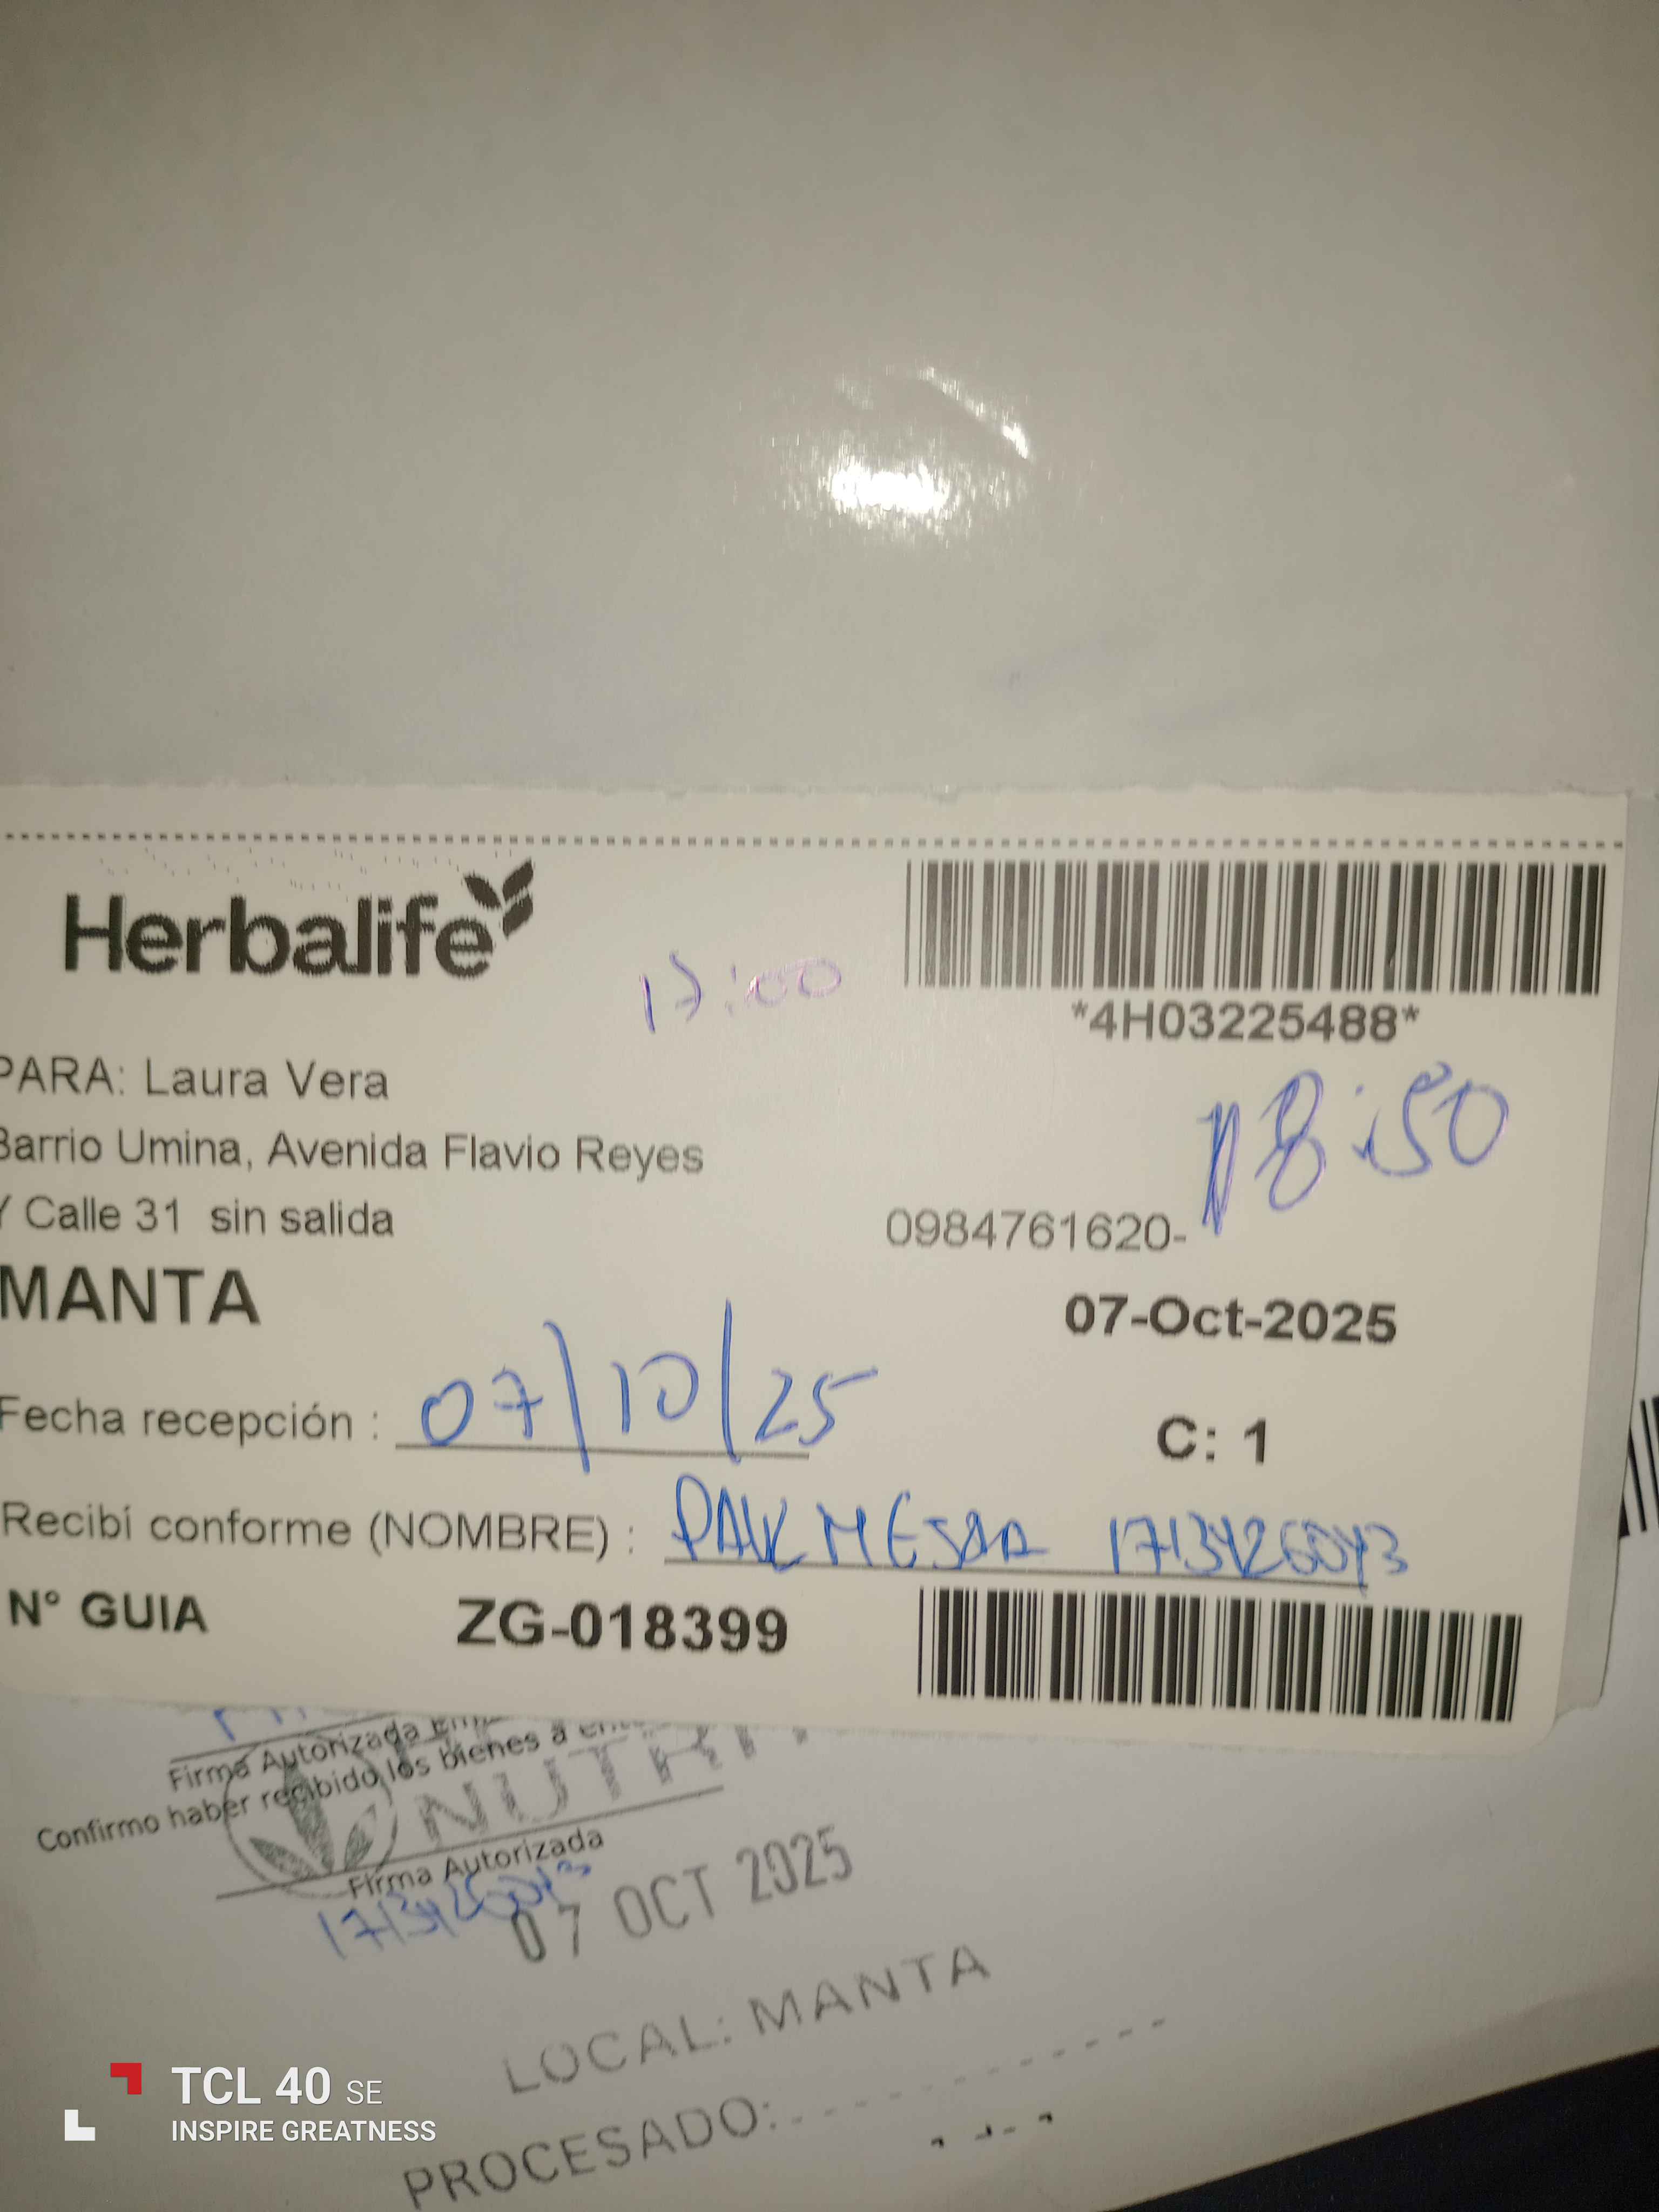 Herbalife
17:00
*4H03225488*
PARA: Laura Vera
18:50
Barrio Umina, Avenida Flavio Reyes
Y Calle 31 sin salida
0984761620-
MANTA
07-Oct-2025
Fecha recepción : 07/10/25
C: 1
Recibí conforme (NOMBRE) : PAUL
N° GUIA ZG-018399
Firma Autorizada
Confirmo haber recibido los bienes a
NUTRI
Firma Autorizada
07 OCT 2025
LOCAL: MANTA
PROCESADO:
TCL 40 SE
INSPIRE GREATNESS